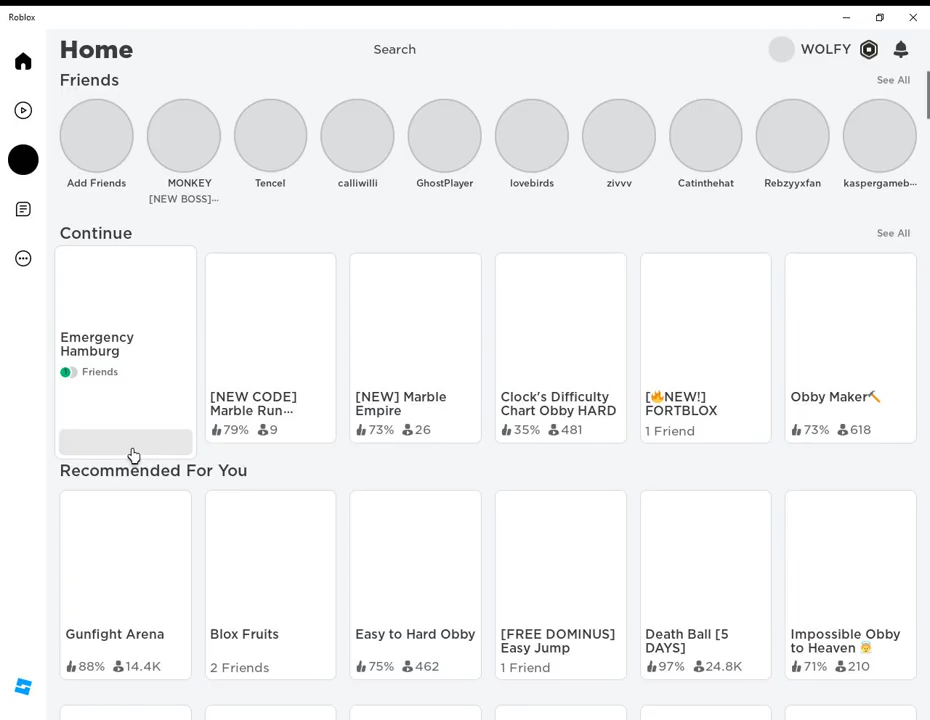 Roblox
Home
Search
WOLFY
Friends
See All
Add Friends
MONKEY
Tencel
calliwilli
GhostPlayer
lovebirds
zivvv
Catinthehat
Rebzyyxfan
kaspergameb...
[NEW BOSS]...
Continue
See All
Emergency
Hamburg
1 Friends
[NEW CODE]
Marble Run...
79% 9
[NEW] Marble
Empire
73% 26
Clock's Difficulty
Chart Obby HARD
35% 481
[🔥NEW!]
FORTBLOX
1 Friend
Obby Maker🔨
73% 618
Recommended For You
Gunfight Arena
88% 14.4K
Blox Fruits
2 Friends
Easy to Hard Obby
75% 462
[FREE DOMINUS]
Easy Jump
1 Friend
Death Ball [5
DAYS]
97% 24.8K
Impossible Obby
to Heaven 👼
71% 210